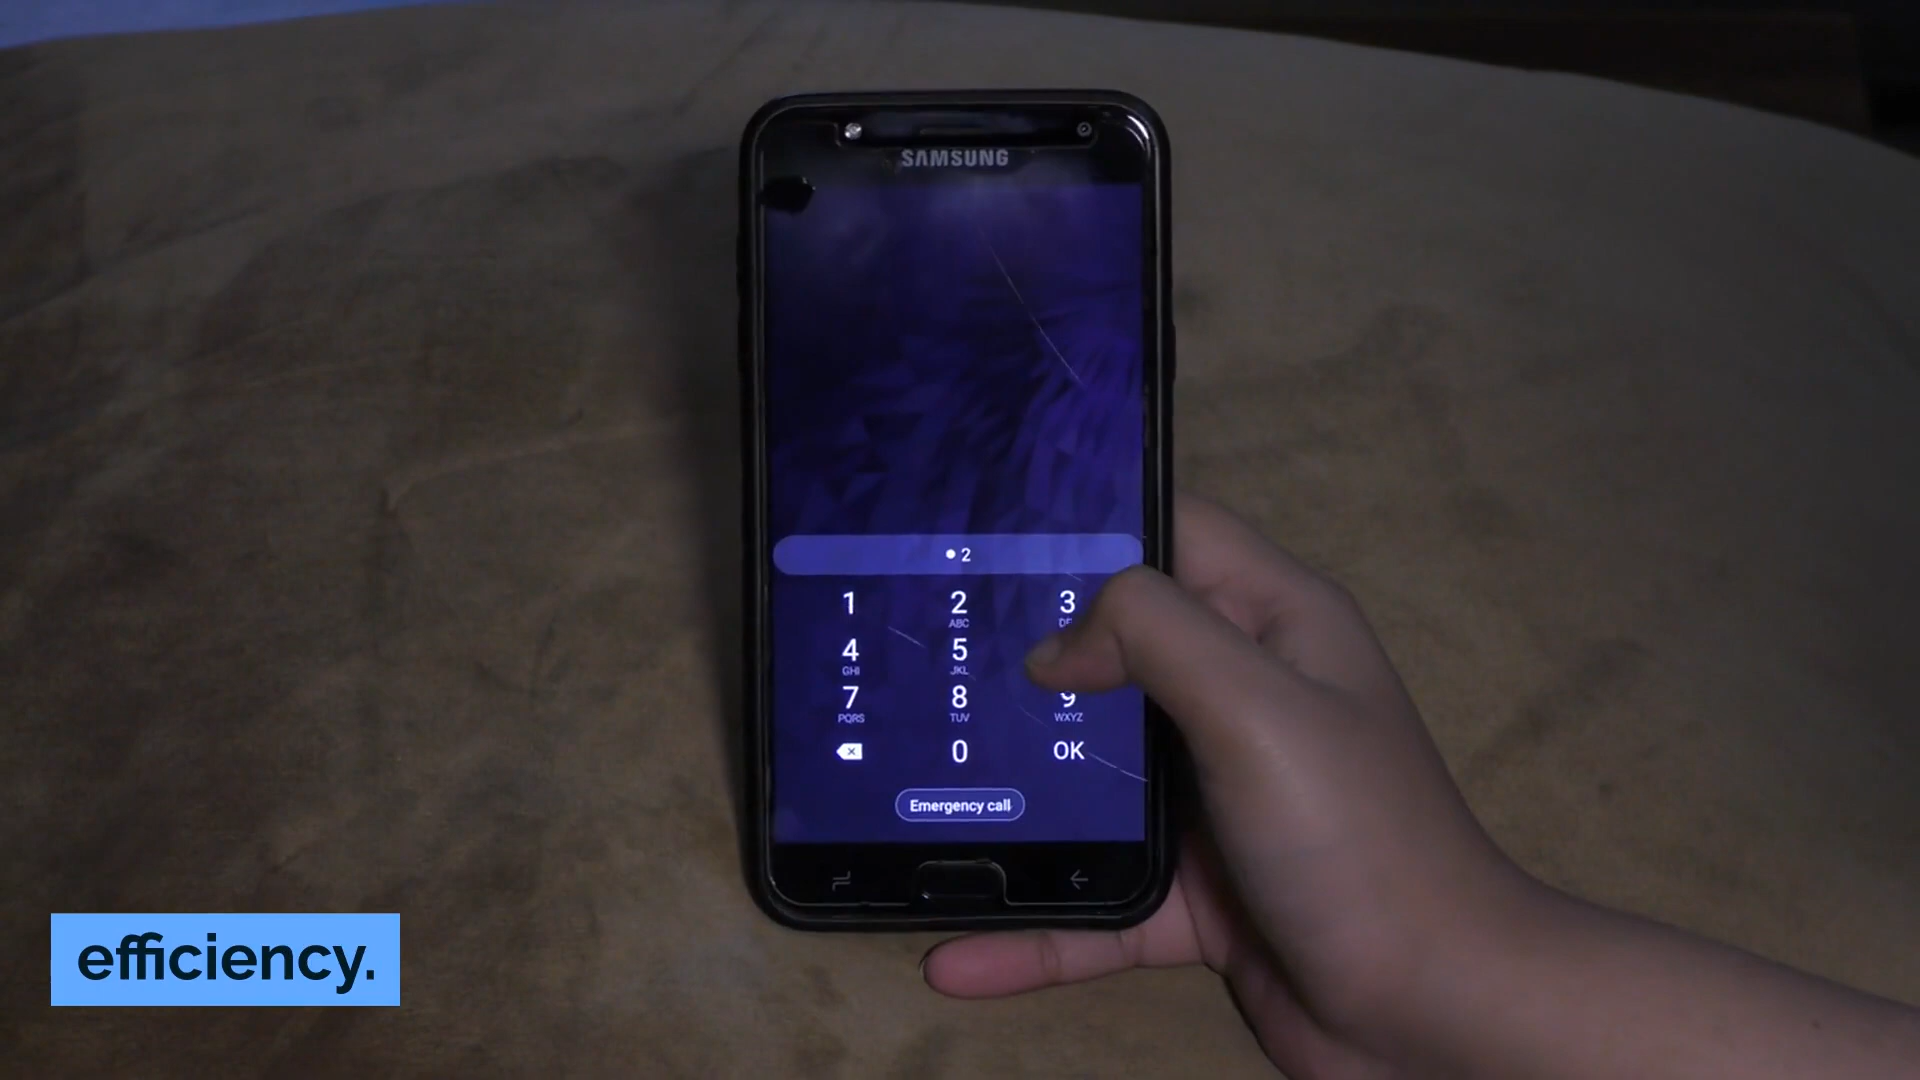 SAMSUNG
2
1 2 3
ABC
4 5
GHI JKL
7 8 9
PQRS TUV WXYZ
0 OK
Emergency call
efficiency.